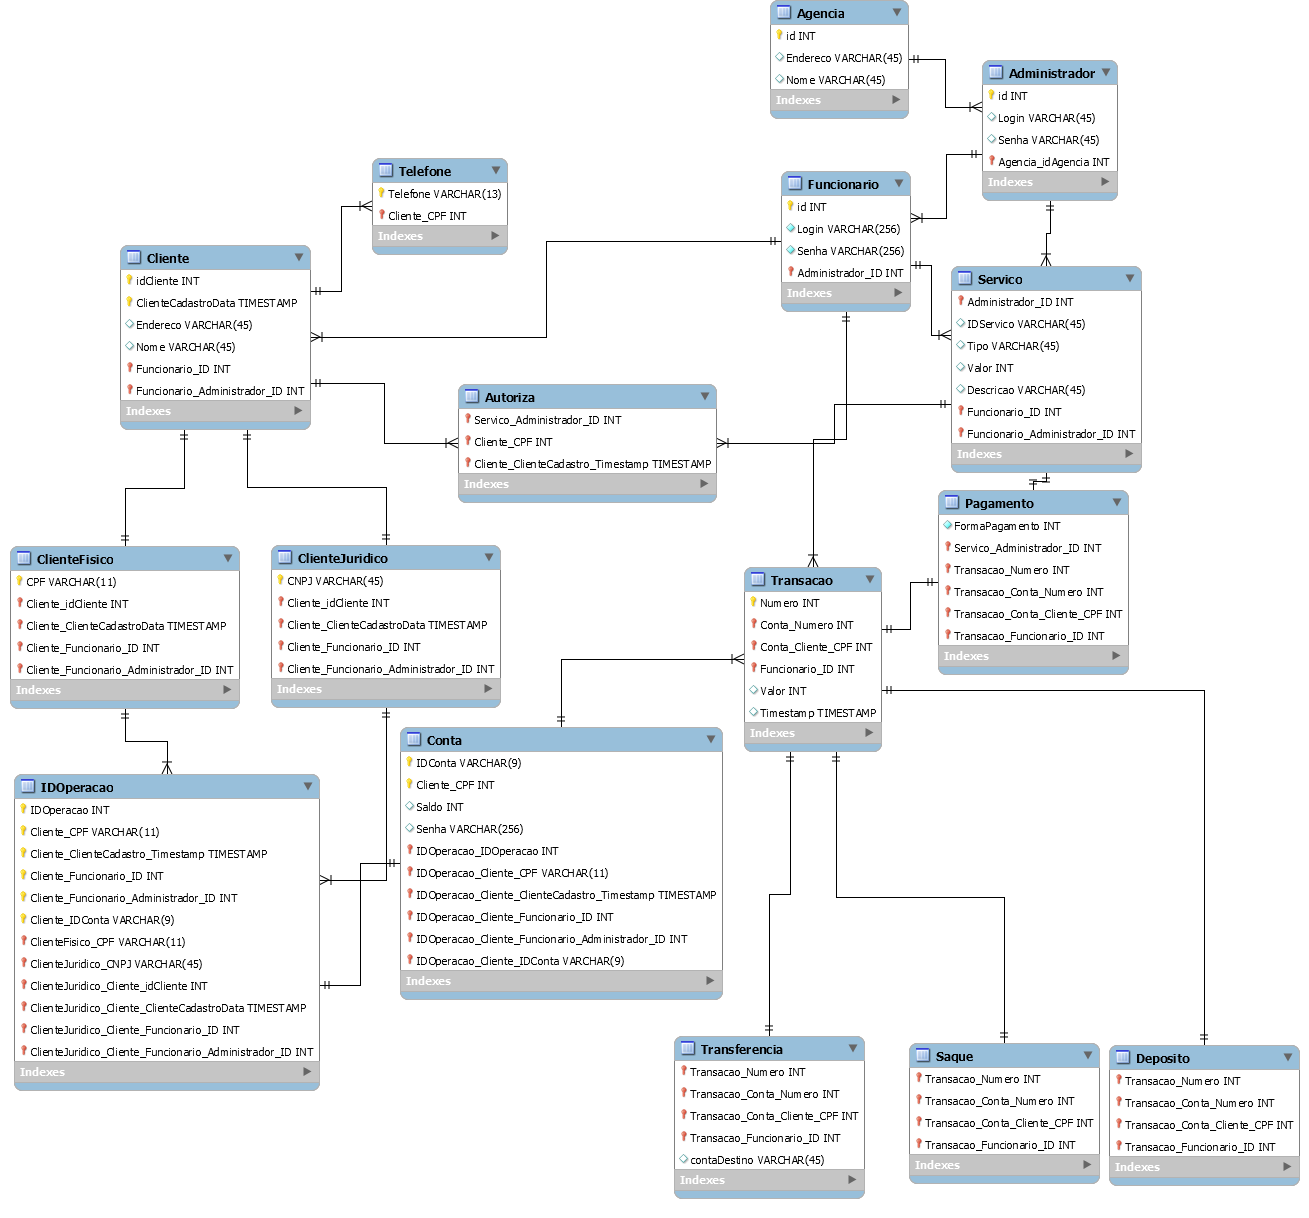 Agencia
id INT
Endereco VARCHAR(45)
Nome VARCHAR(45)
Indexes
Administrador
id INT
Login VARCHAR(45)
Senha VARCHAR(45)
Agencia_idAgencia INT
Indexes
Telefone
Telefone VARCHAR(13)
Cliente_CPF INT
Indexes
Funcionario
id INT
Login VARCHAR(256)
Senha VARCHAR(256)
Administrador_ID INT
Indexes
Cliente
idCliente INT
ClienteCadastroData TIMESTAMP
Endereco VARCHAR(45)
Nome VARCHAR(45)
Funcionario_ID INT
Funcionario_Administrador_ID INT
Indexes
Servico
Administrador_ID INT
IDServico VARCHAR(45)
Tipo VARCHAR(45)
Valor INT
Descricao VARCHAR(45)
Funcionario_ID INT
Funcionario_Administrador_ID INT
Indexes
Autoriza
Servico_Administrador_ID INT
Cliente_CPF INT
Cliente_ClienteCadastro_Timestamp TIMESTAMP
Indexes
Pagamento
FormaPagamento INT
Servico_Administrador_ID INT
Transacao_Numero INT
Transacao_Conta_Numero INT
Transacao_Conta_Cliente_CPF INT
Transacao_Funcionario_ID INT
Indexes
ClienteFisico
CPF VARCHAR(11)
Cliente_idCliente INT
Cliente_ClienteCadastroData TIMESTAMP
Cliente_Funcionario_ID INT
Cliente_Funcionario_Administrador_ID INT
Indexes
ClienteJuridico
CNPJ VARCHAR(45)
Cliente_idCliente INT
Cliente_ClienteCadastroData TIMESTAMP
Cliente_Funcionario_ID INT
Cliente_Funcionario_Administrador_ID INT
Indexes
Transacao
Numero INT
Conta_Numero INT
Conta_Cliente_CPF INT
Funcionario_ID INT
Valor INT
Timestamp TIMESTAMP
Indexes
Conta
IDConta VARCHAR(9)
Cliente_CPF INT
Saldo INT
Senha VARCHAR(256)
IDOperacao_IDOperacao INT
IDOperacao_Cliente_CPF VARCHAR(11)
IDOperacao_Cliente_ClienteCadastro_Timestamp TIMESTAMP
IDOperacao_Cliente_Funcionario_ID INT
IDOperacao_Cliente_Funcionario_Administrador_ID INT
IDOperacao_Cliente_IDConta VARCHAR(9)
Indexes
IDOperacao
IDOperacao INT
Cliente_CPF VARCHAR(11)
Cliente_ClienteCadastro_Timestamp TIMESTAMP
Cliente_Funcionario_ID INT
Cliente_Funcionario_Administrador_ID INT
Cliente_IDConta VARCHAR(9)
ClienteFisico_CPF VARCHAR(11)
ClienteJuridico_CNPJ VARCHAR(45)
ClienteJuridico_Cliente_idCliente INT
ClienteJuridico_Cliente_ClienteCadastroData TIMESTAMP
ClienteJuridico_Cliente_Funcionario_ID INT
ClienteJuridico_Cliente_Funcionario_Administrador_ID INT
Indexes
Transferencia
Transacao_Numero INT
Transacao_Conta_Numero INT
Transacao_Conta_Cliente_CPF INT
Transacao_Funcionario_ID INT
contaDestino VARCHAR(45)
Indexes
Saque
Transacao_Numero INT
Transacao_Conta_Numero INT
Transacao_Conta_Cliente_CPF INT
Transacao_Funcionario_ID INT
Indexes
Deposito
Transacao_Numero INT
Transacao_Conta_Numero INT
Transacao_Conta_Cliente_CPF INT
Transacao_Funcionario_ID INT
Indexes